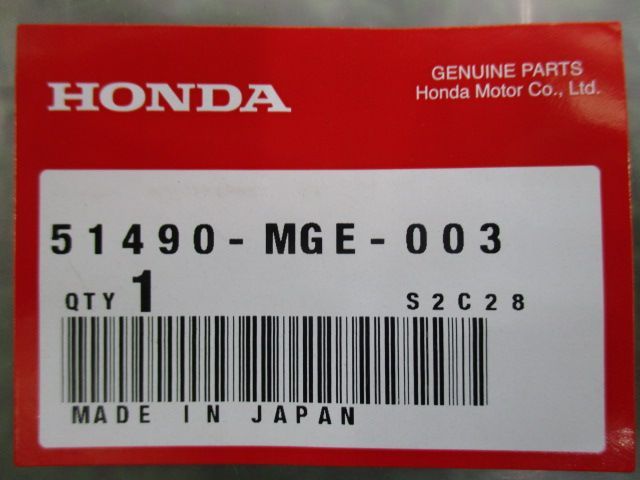 HONDA
GENUINE PARTS
Honda Motor Co., Ltd.
51490-MGE-003
QTY 1 S2C28
MADE IN JAPAN